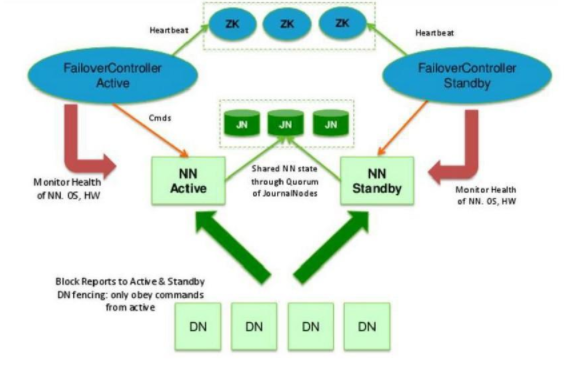 ZK
ZK
ZK
Heartbeat
Heartbeat
FailoverController
Active
FailoverController
Standby
Cmds
JN
JN
JN
NN
Active
Shared NN state
through Quorum
of JournalNodes
NN
Standby
Monitor Health
of NN. OS, HW
Monitor Health
of NN. OS, HW
Block Reports to Active & Standby
DN fencing: only obey commands
from active
DN
DN
DN
DN